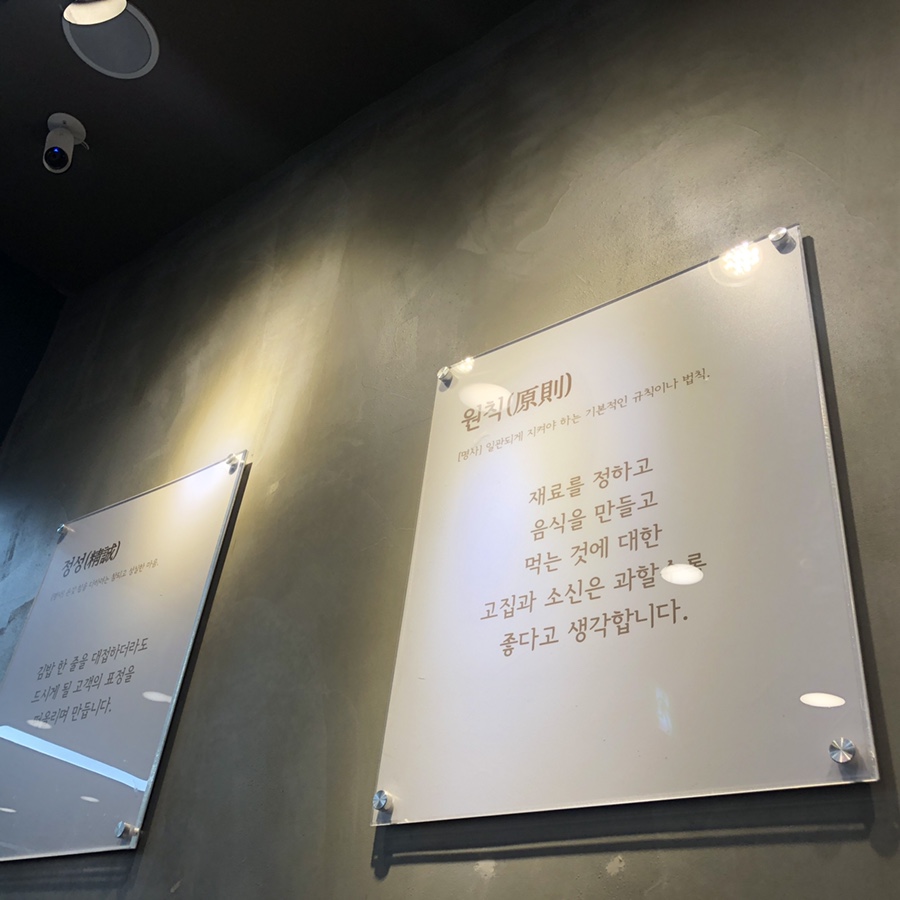 정성(精誠)
김밥 한 줄을 대접하더라도
드시게 될 고객의 표정을
떠올리며 만듭니다.
원칙(原則)
[명사] 일관되게 지켜야 하는 기본적인 규칙이나 법칙.
재료를 정하고
음식을 만들고
먹는 것에 대한
고집과 소신은 과할수록
좋다고 생각합니다.